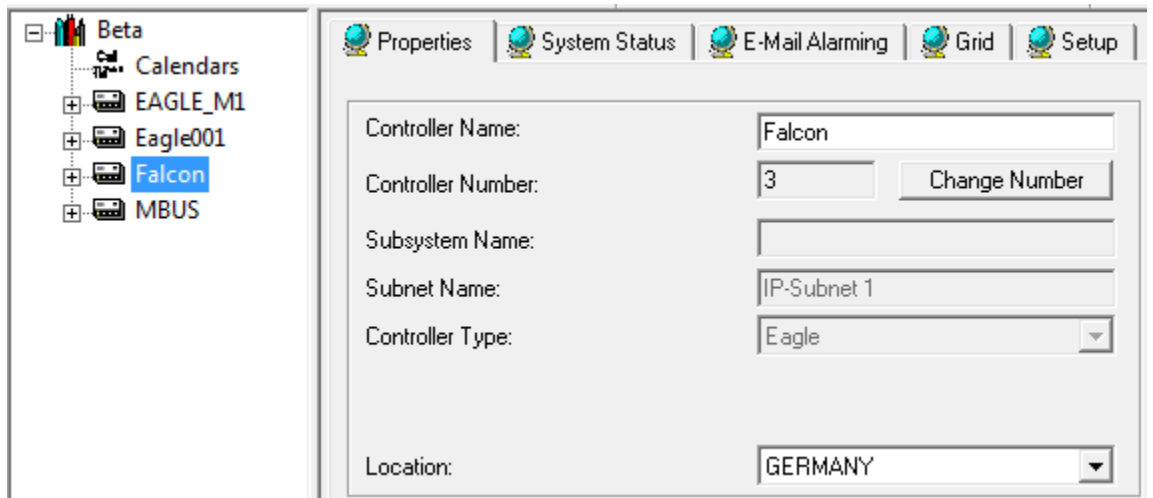 Beta
Calendars
EAGLE_M1
Eagle001
Falcon
MBUS
Properties System Status E-Mail Alarming Grid Setup
Controller Name: Falcon
Controller Number: 3 Change Number
Subsystem Name:
Subnet Name: IP-Subnet 1
Controller Type: Eagle
Location: GERMANY